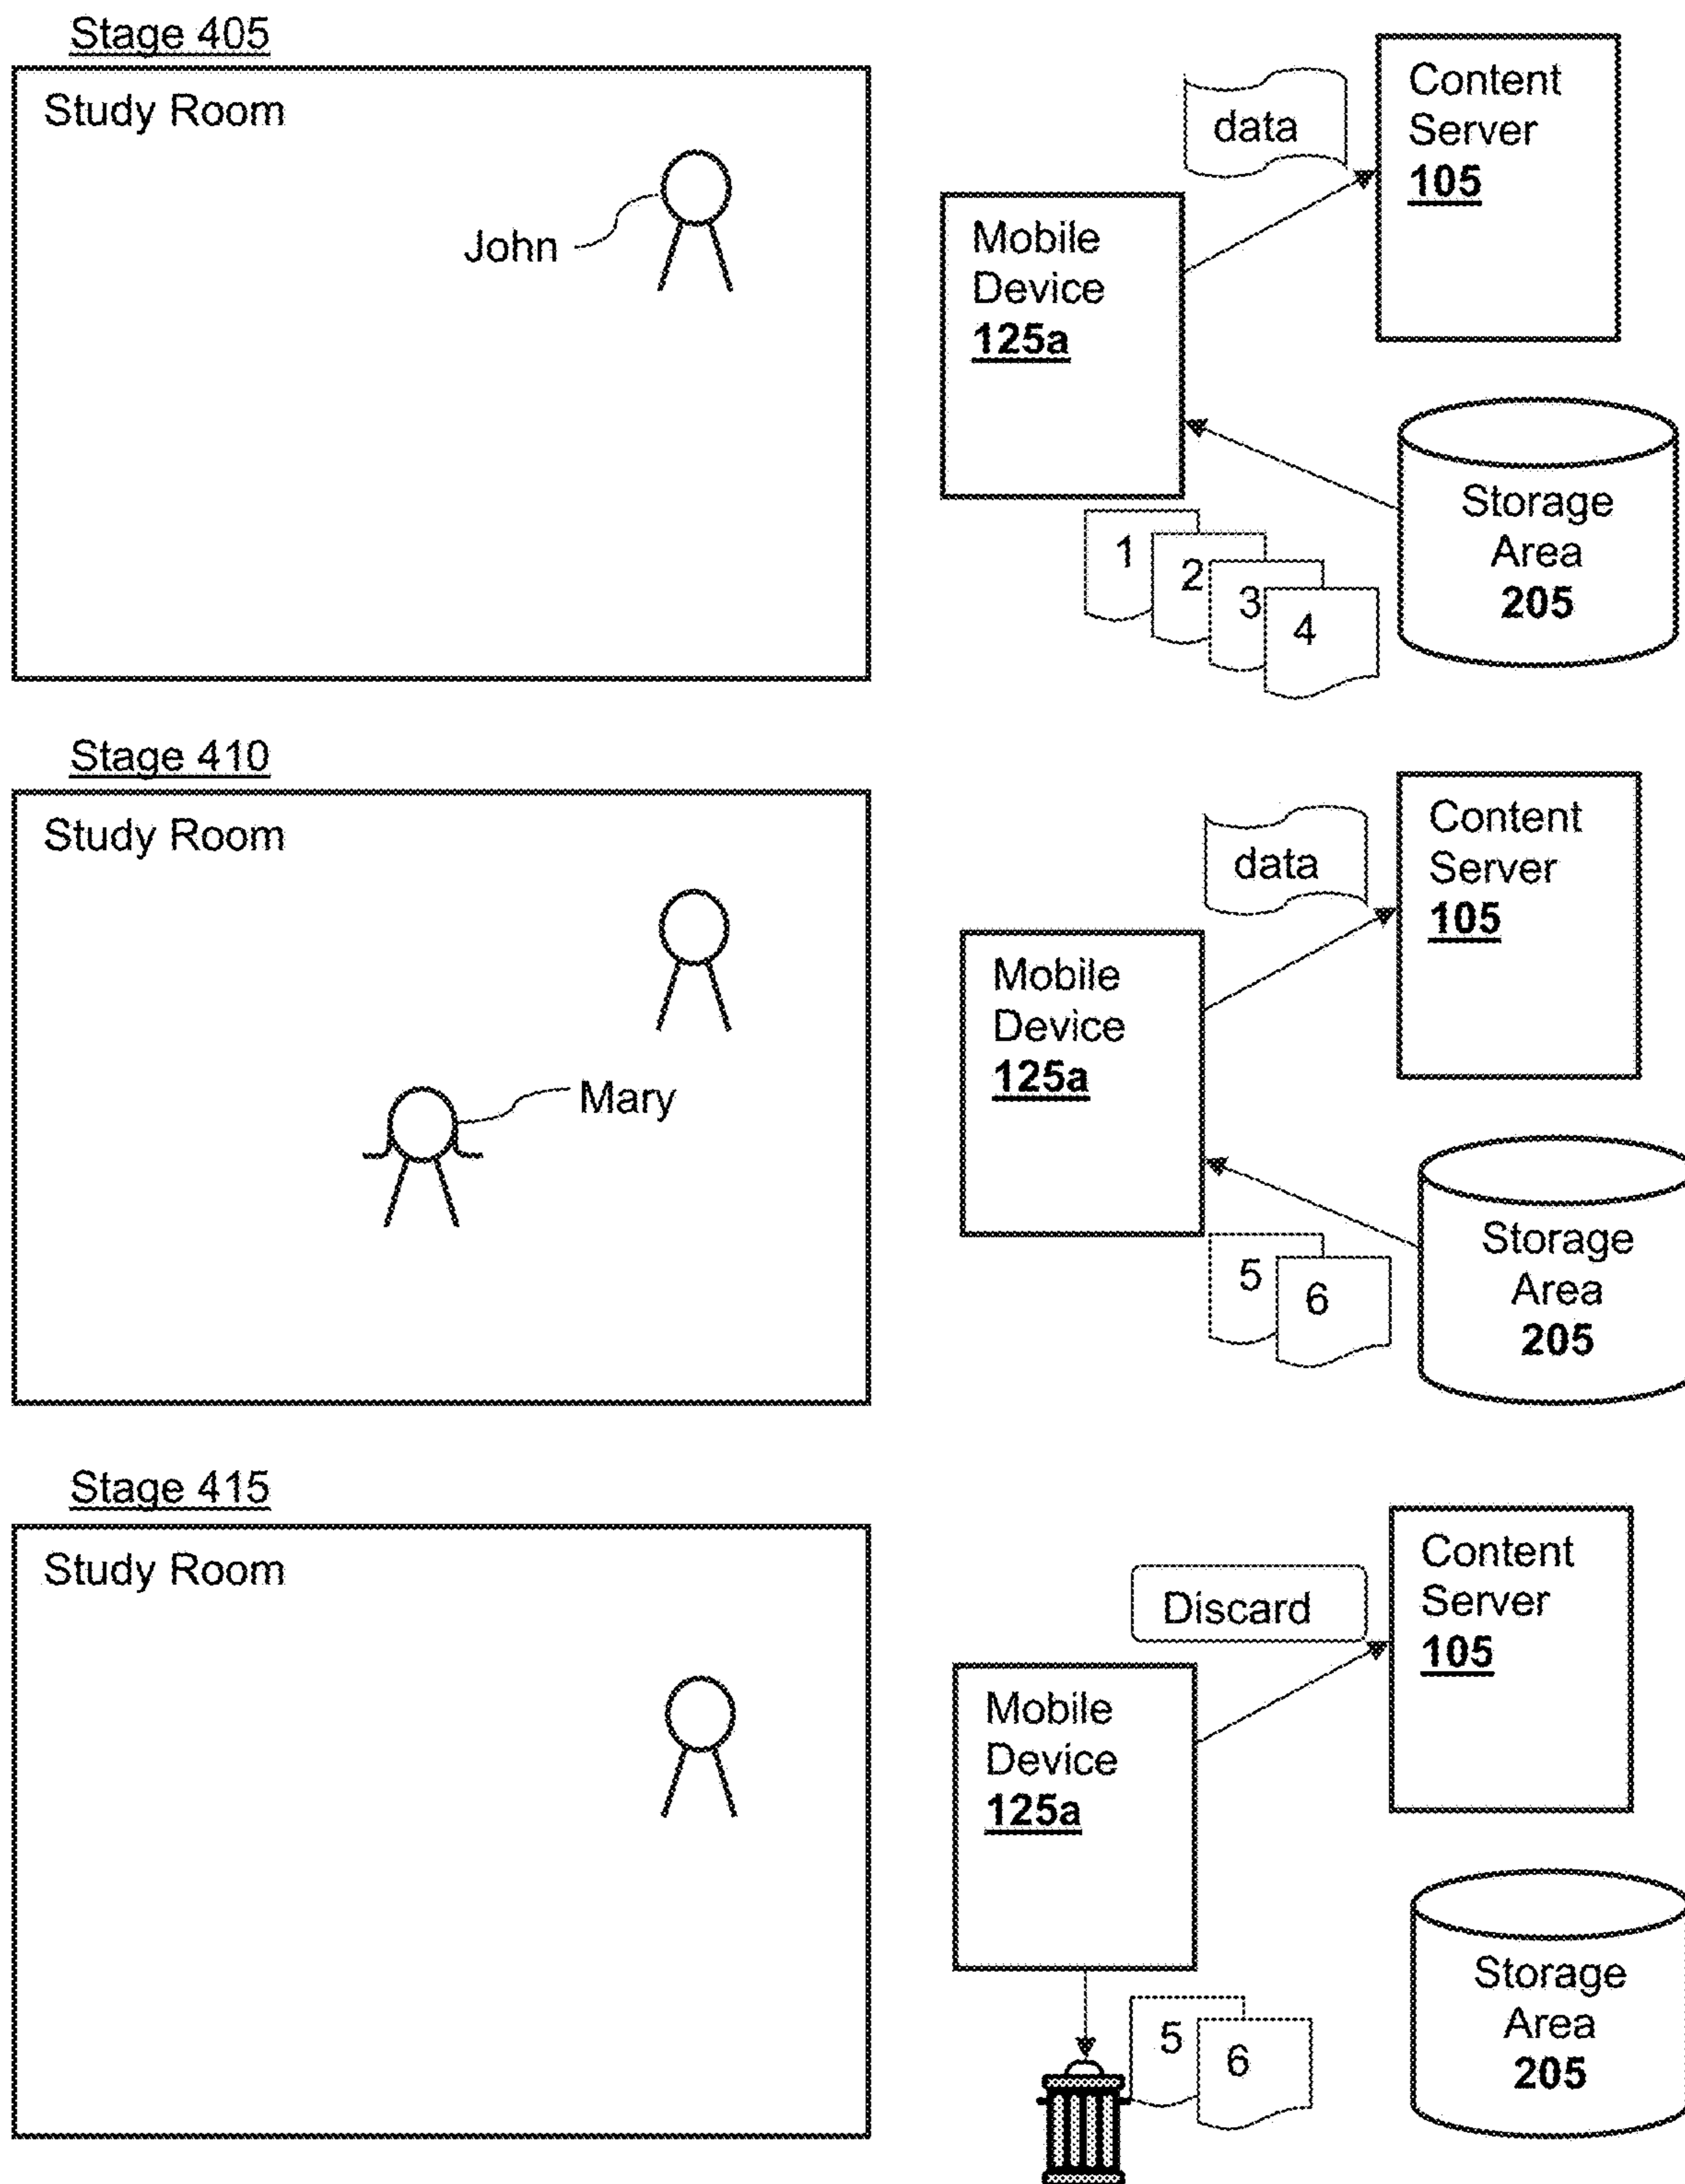 Stage 405
Study Room
John
data
Content
Server
105
Mobile
Device
125a
Storage
Area
205
1
2
3
4
Stage 410
Study Room
Mary
data
Content
Server
105
Mobile
Device
125a
Storage
Area
205
5
6
Stage 415
Study Room
Discard
Content
Server
105
Mobile
Device
125a
Storage
Area
205
5
6